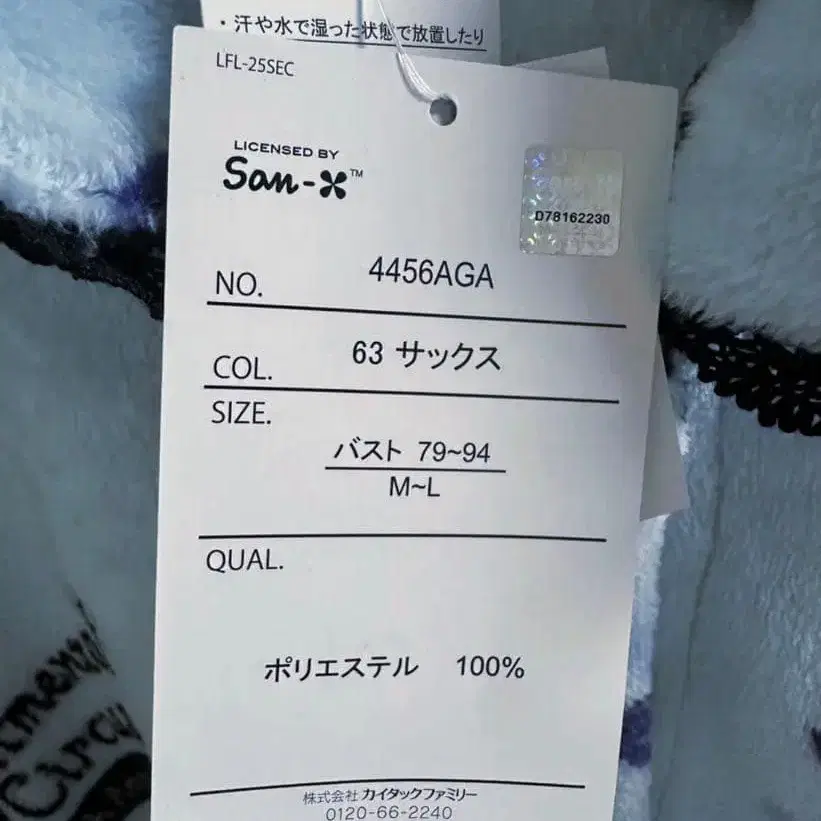 ・汗や水で湿った状態で放置したり
LFL-25SEC
LICENSED BY
San-X™
D78162230
NO. 4456AGA
COL. 63 サックス
SIZE.
バスト 79~94
M~L
QUAL.
ポリエステル 100%
株式会社 カイタックファミリー
0120-66-2240
Circu